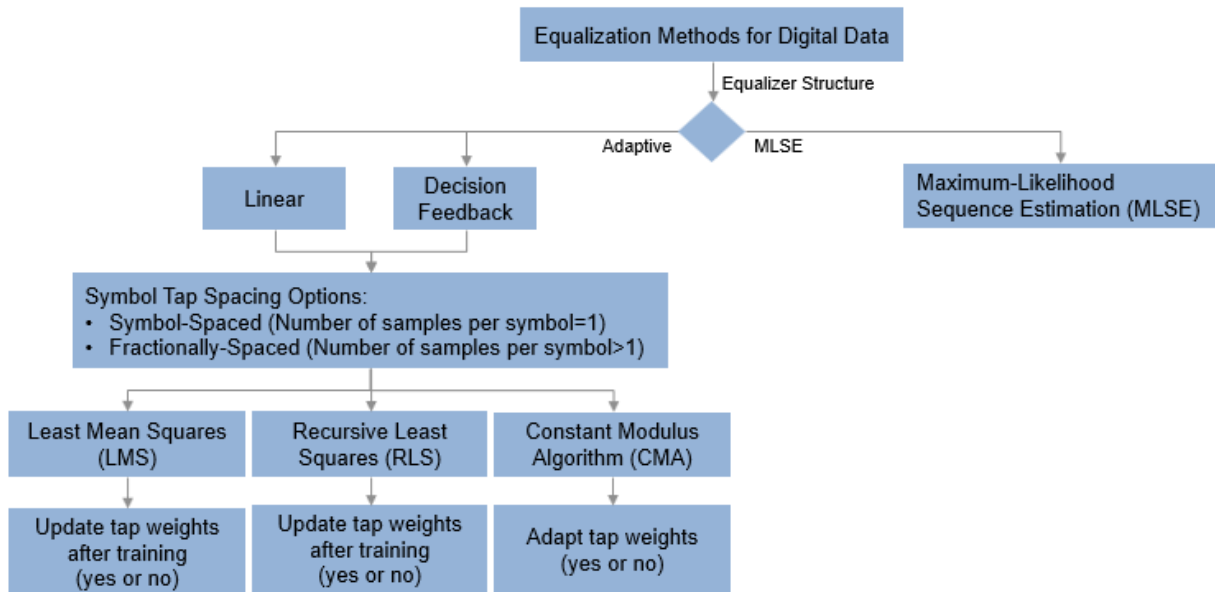 Equalization Methods for Digital Data
Equalizer Structure
Adaptive
MLSE
Linear
Decision
Feedback
Maximum-Likelihood
Sequence Estimation (MLSE)
Symbol Tap Spacing Options:
• Symbol-Spaced (Number of samples per symbol=1)
• Fractionally-Spaced (Number of samples per symbol>1)
Least Mean Squares
(LMS)
Recursive Least
Squares (RLS)
Constant Modulus
Algorithm (CMA)
Update tap weights
after training
(yes or no)
Update tap weights
after training
(yes or no)
Adapt tap weights
(yes or no)